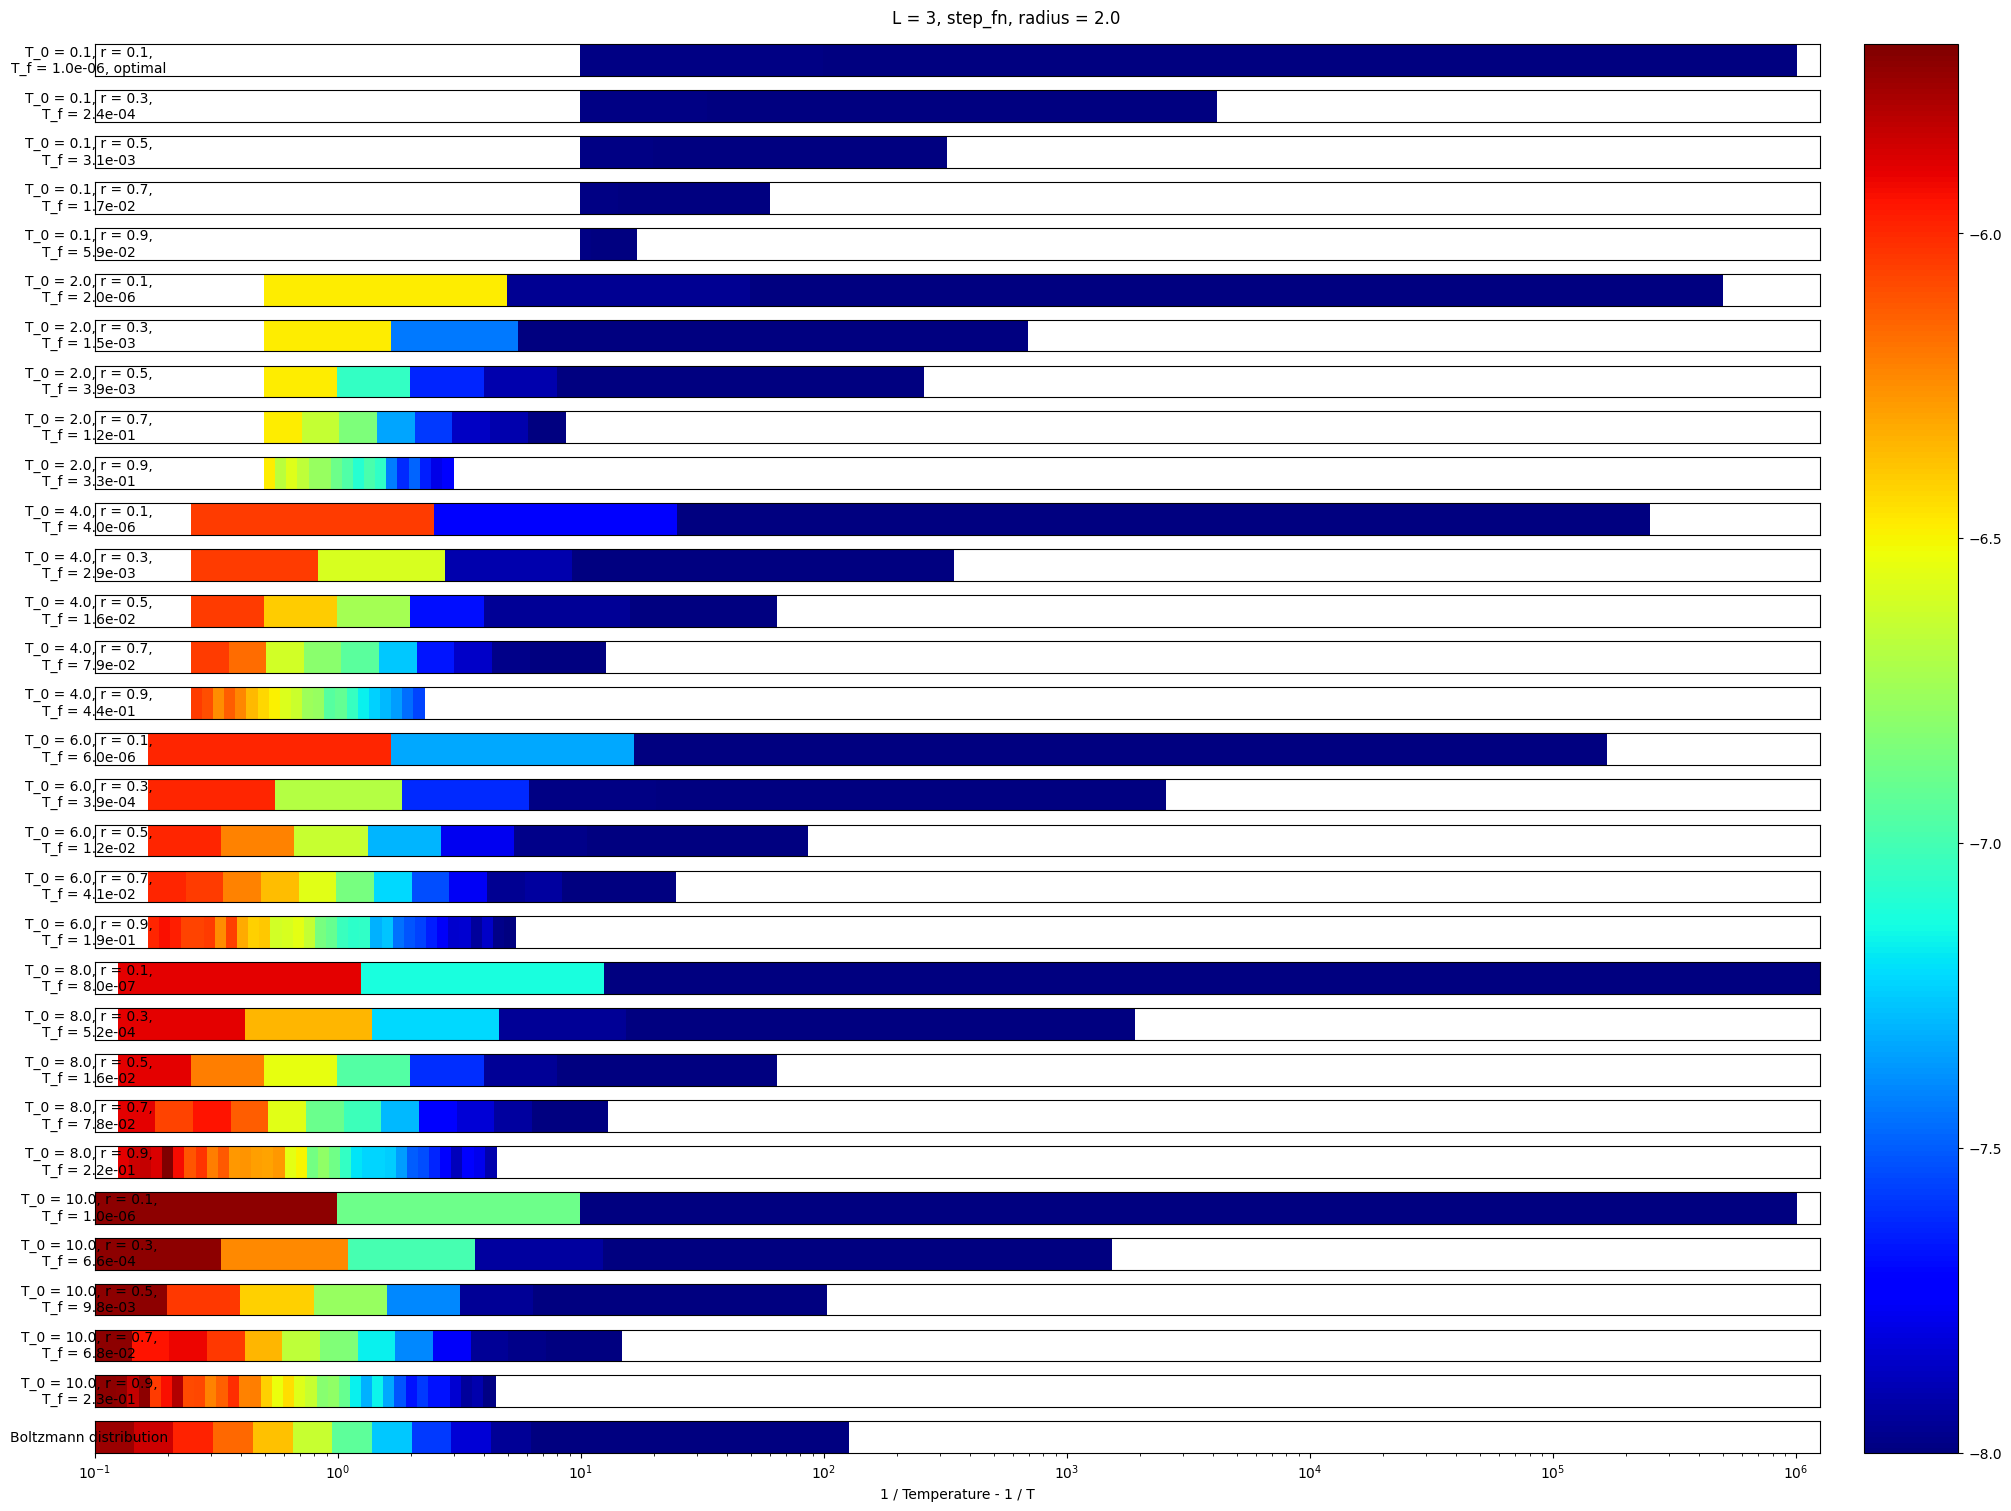 L = 3, step_fn, radius = 2.0
T_0 = 0.1, r = 0.1,
T_f = 1.0e-06, optimal
T_0 = 0.1, r = 0.3,
T_f = 2.4e-04
T_0 = 0.1, r = 0.5,
T_f = 3.1e-03
T_0 = 0.1, r = 0.7,
T_f = 1.7e-02
T_0 = 0.1, r = 0.9,
T_f = 5.9e-02
T_0 = 2.0, r = 0.1,
T_f = 2.0e-06
T_0 = 2.0, r = 0.3,
T_f = 1.5e-03
T_0 = 2.0, r = 0.5,
T_f = 3.9e-03
T_0 = 2.0, r = 0.7,
T_f = 1.2e-01
T_0 = 2.0, r = 0.9,
T_f = 3.3e-01
T_0 = 4.0, r = 0.1,
T_f = 4.0e-06
T_0 = 4.0, r = 0.3,
T_f = 2.9e-03
T_0 = 4.0, r = 0.5,
T_f = 1.6e-02
T_0 = 4.0, r = 0.7,
T_f = 7.9e-02
T_0 = 4.0, r = 0.9,
T_f = 4.4e-01
T_0 = 6.0, r = 0.1,
T_f = 6.0e-06
T_0 = 6.0, r = 0.3,
T_f = 3.9e-04
T_0 = 6.0, r = 0.5,
T_f = 1.2e-02
T_0 = 6.0, r = 0.7,
T_f = 4.1e-02
T_0 = 6.0, r = 0.9,
T_f = 1.9e-01
T_0 = 8.0, r = 0.1,
T_f = 8.0e-07
T_0 = 8.0, r = 0.3,
T_f = 5.2e-04
T_0 = 8.0, r = 0.5,
T_f = 1.6e-02
T_0 = 8.0, r = 0.7,
T_f = 7.8e-02
T_0 = 8.0, r = 0.9,
T_f = 2.2e-01
T_0 = 10.0, r = 0.1,
T_f = 1.0e-06
T_0 = 10.0, r = 0.3,
T_f = 6.6e-04
T_0 = 10.0, r = 0.5,
T_f = 9.8e-03
T_0 = 10.0, r = 0.7,
T_f = 6.8e-02
T_0 = 10.0, r = 0.9,
T_f = 2.3e-01
Boltzmann distribution
10⁻¹ 10⁰ 10¹ 10² 10³ 10⁴ 10⁵ 10⁶
1 / Temperature - 1 / T
−6.0
−6.5
−7.0
−7.5
−8.0